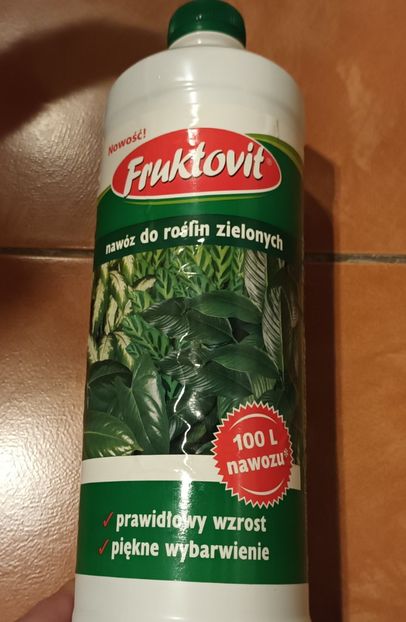 Nowość!
Fruktovit®
nawóz do roślin zielonych
100 L
nawozu*
prawidłowy wzrost
piękne wybarwienie